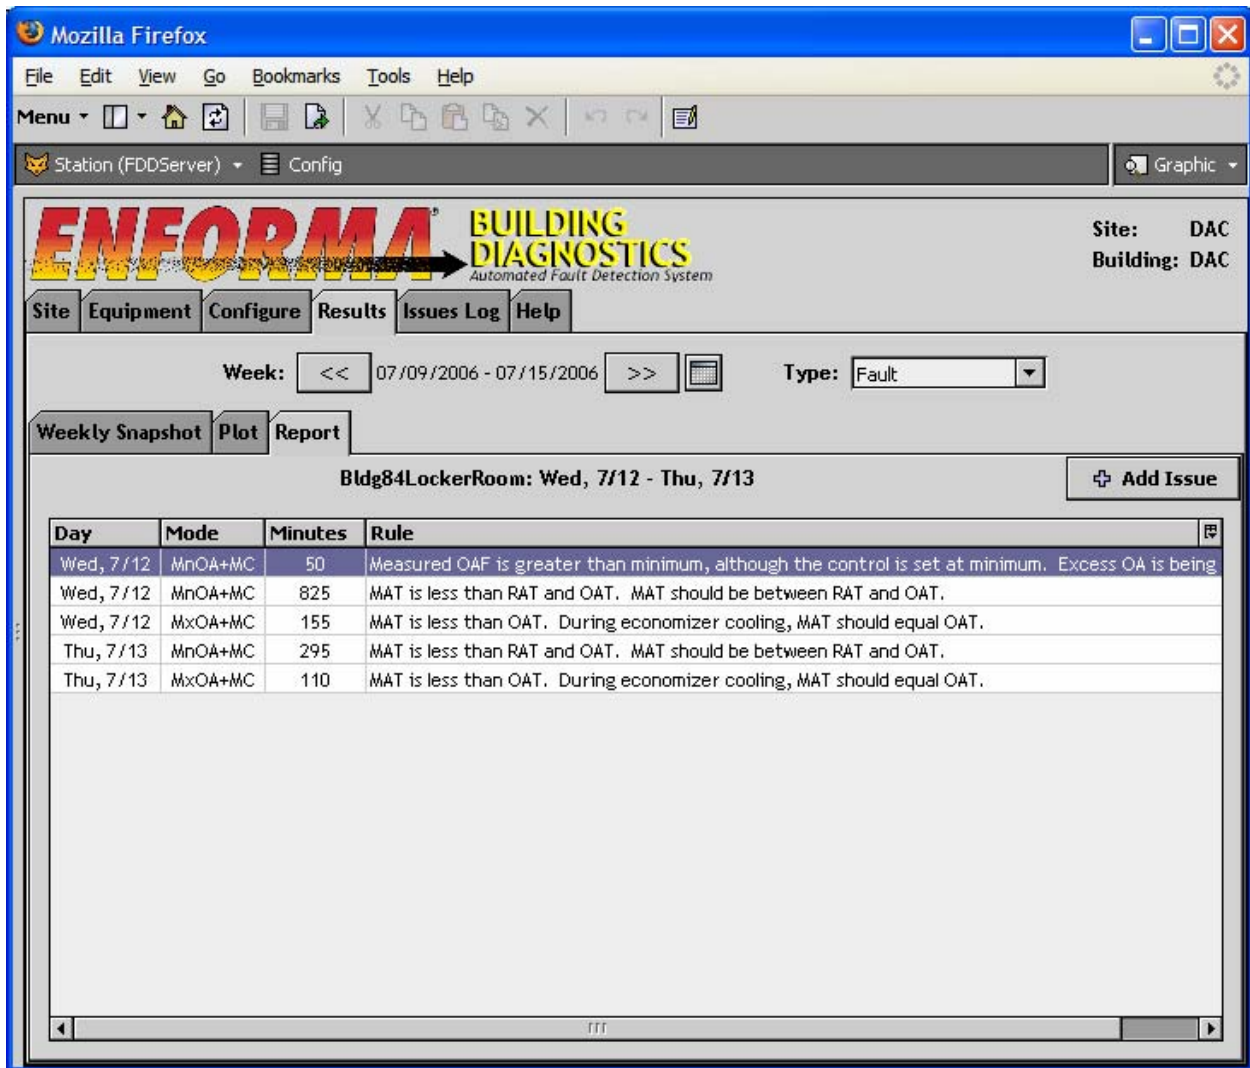 Mozilla Firefox
File Edit View Go Bookmarks Tools Help
Menu
Station (FDDServer) Config Graphic
ENFORMA® BUILDING DIAGNOSTICS
Automated Fault Detection System
Site: DAC
Building: DAC
Site Equipment Configure Results Issues Log Help
Week: << 07/09/2006 - 07/15/2006 >> Type: Fault
Weekly Snapshot Plot Report
Bldg84LockerRoom: Wed, 7/12 - Thu, 7/13 Add Issue
Day Mode Minutes Rule
Wed, 7/12 MnOA+MC 50 Measured OAF is greater than minimum, although the control is set at minimum. Excess OA is being
Wed, 7/12 MnOA+MC 825 MAT is less than RAT and OAT. MAT should be between RAT and OAT.
Wed, 7/12 MxOA+MC 155 MAT is less than OAT. During economizer cooling, MAT should equal OAT.
Thu, 7/13 MnOA+MC 295 MAT is less than RAT and OAT. MAT should be between RAT and OAT.
Thu, 7/13 MxOA+MC 110 MAT is less than OAT. During economizer cooling, MAT should equal OAT.